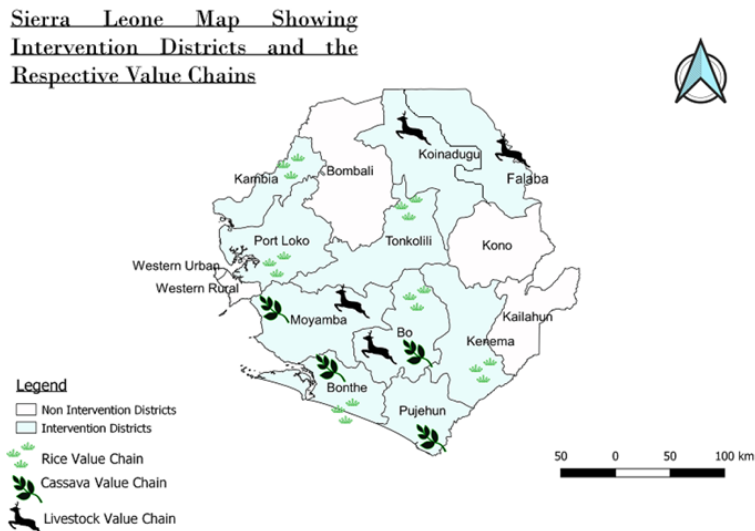 Sierra Leone Map Showing
Intervention Districts and the
Respective Value Chains
Koinadugu
Bombali
Kambia
Falaba
Port Loko
Tonkolili
Kono
Western Urban
Western Rural
Kailahun
Moyamba
Bo
Kenema
Bonthe
Pujehun
Legend
Non Intervention Districts
Intervention Districts
Rice Value Chain
Cassava Value Chain
Livestock Value Chain
50 0 50 100 km